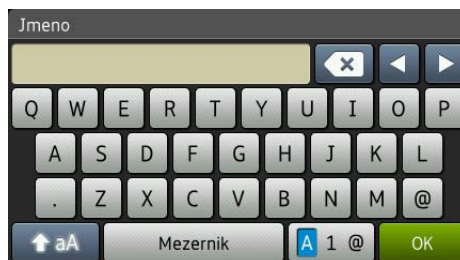 Jmeno
Q W E R T Y U I O P
A S D F G H J K L
. Z X C V B N M @
aA Mezernik A 1 @ OK